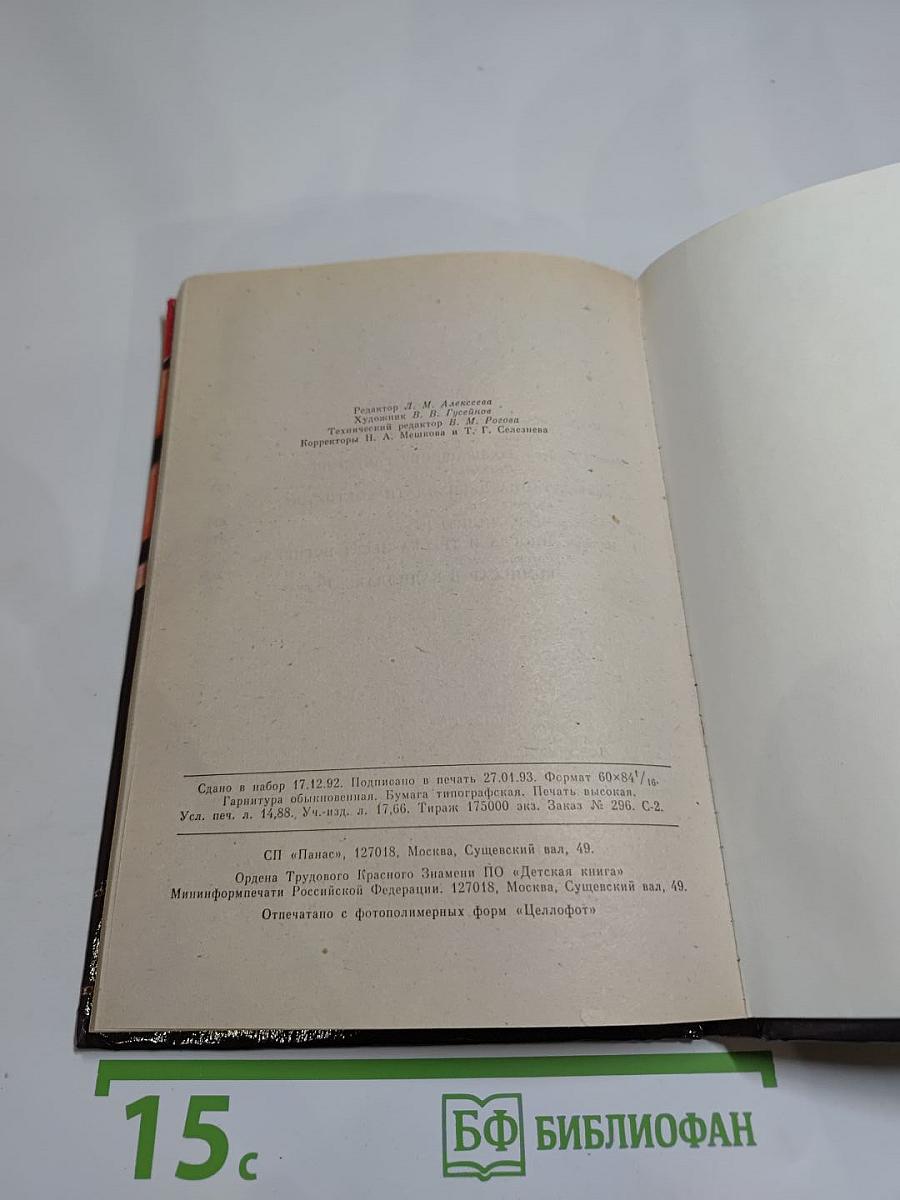 Редактор Л. М. Алексеева
Художник В. В. Гусейнов
Технический редактор В. М. Рогова
Корректоры Н. А. Мешкова и Т. Г. Селезнева
Сдано в набор 17.12.92. Подписано в печать 27.01.93. Формат 60×84¹/₁₆.
Гарнитура обыкновенная. Бумага типографская. Печать высокая.
Усл. печ. л. 14,88. Уч.-изд. л. 17,66. Тираж 175000 экз. Заказ № 296. С-2.
СП «Панас», 127018, Москва, Сущевский вал, 49.
Ордена Трудового Красного Знамени ПО «Детская книга»
Мининформпечати Российской Федерации. 127018, Москва, Сущевский вал, 49.
Отпечатано с фотополимерных форм «Целлофот»
15 с
БФ БИБЛИОФАН